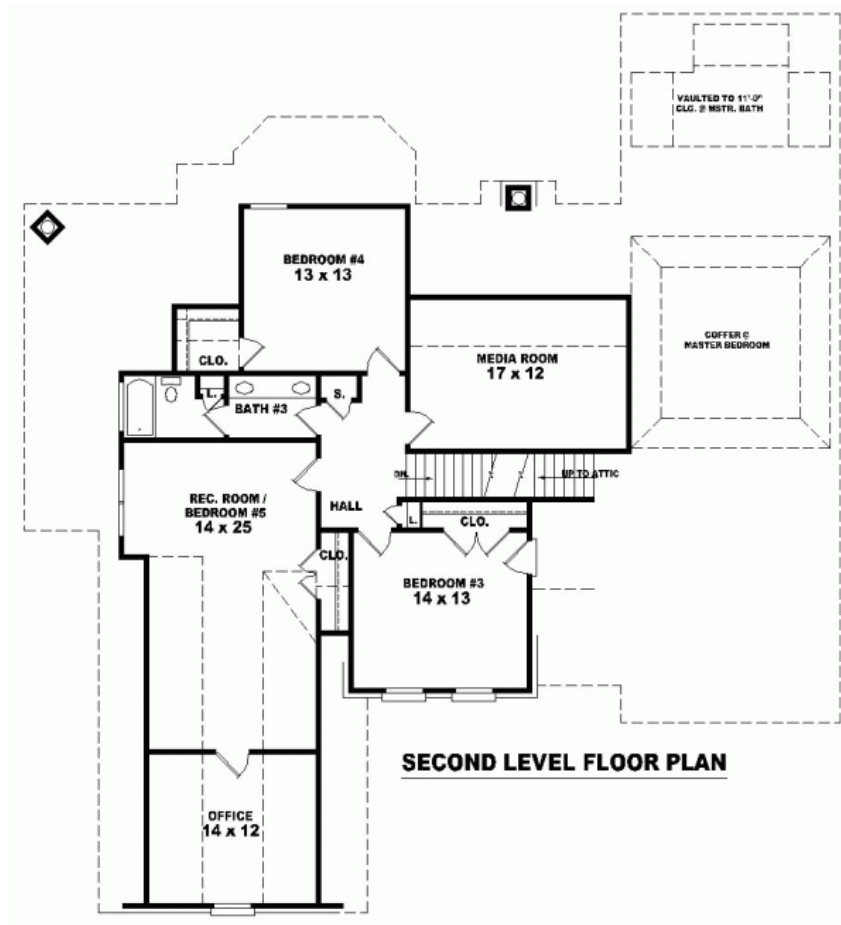 VAULTED TO 11'-0"
CLG. @ MSTR. BATH
BEDROOM #4
13 x 13
COFFER @
MASTER BEDROOM
CLO.
MEDIA ROOM
17 x 12
L.
S.
BATH #3
DN.
UP TO ATTIC
REC. ROOM /
BEDROOM #5
14 x 25
HALL
L.
CLO.
CLO.
BEDROOM #3
14 x 13
SECOND LEVEL FLOOR PLAN
OFFICE
14 x 12